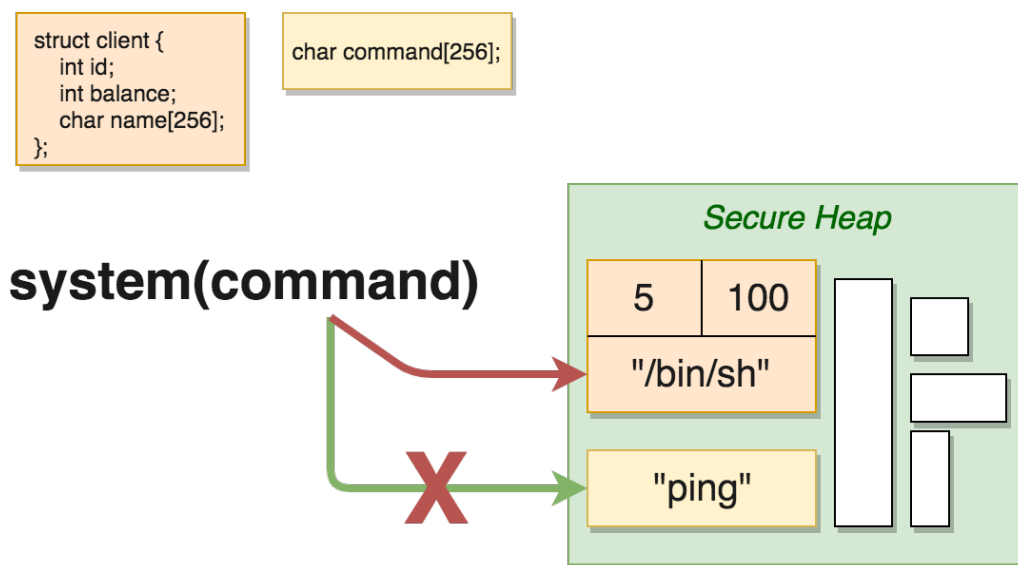 struct client {
int id;
int balance;
char name[256];
};
char command[256];
Secure Heap
system(command)
5
100
"/bin/sh"
X
"ping"